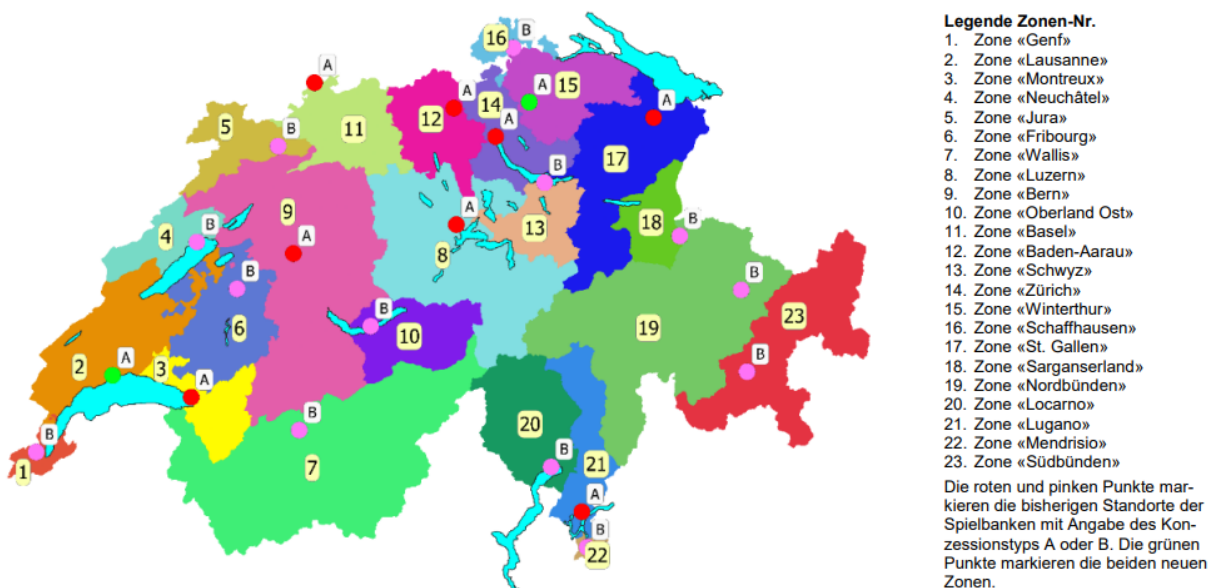 Legende Zonen-Nr.
1. Zone «Genf»
2. Zone «Lausanne»
3. Zone «Montreux»
4. Zone «Neuchâtel»
5. Zone «Jura»
6. Zone «Fribourg»
7. Zone «Wallis»
8. Zone «Luzern»
9. Zone «Bern»
10. Zone «Oberland Ost»
11. Zone «Basel»
12. Zone «Baden-Aarau»
13. Zone «Schwyz»
14. Zone «Zürich»
15. Zone «Winterthur»
16. Zone «Schaffhausen»
17. Zone «St. Gallen»
18. Zone «Sarganserland»
19. Zone «Nordbünden»
20. Zone «Locarno»
21. Zone «Lugano»
22. Zone «Mendrisio»
23. Zone «Südbünden»
Die roten und pinken Punkte mar-
kieren die bisherigen Standorte der
Spielbanken mit Angabe des Kon-
zessionstyps A oder B. Die grünen
Punkte markieren die beiden neuen
Zonen.
16 B
A
A
15
A
14
12
A
A
5
B
11
17
B
9
A
13
18
B
4
B
8
A
B
B
6
B
10
19
23
2
A
3
A
B
B
20
B
21
1
B
7
A
B
22